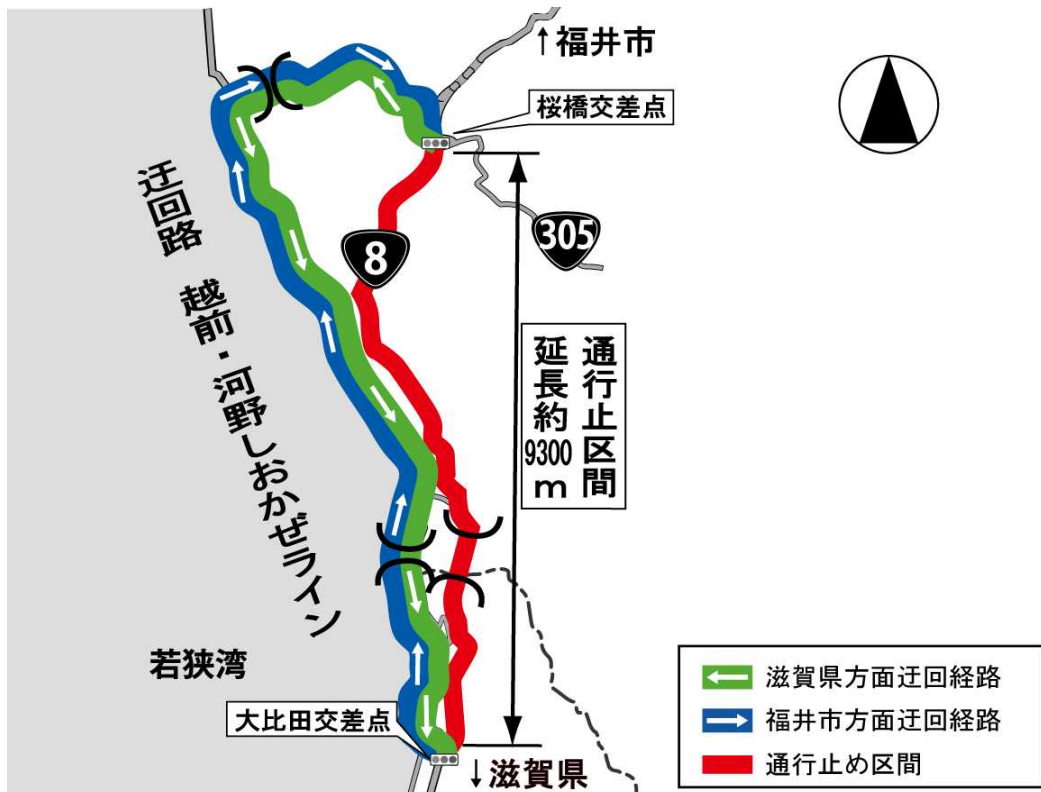 ↑福井市
桜橋交差点
305
8
迂回路 越前・河野しおかぜライン
通行止区間
延長約9300m
若狭湾
大比田交差点
↓滋賀県
滋賀県方面迂回経路
福井市方面迂回経路
通行止め区間